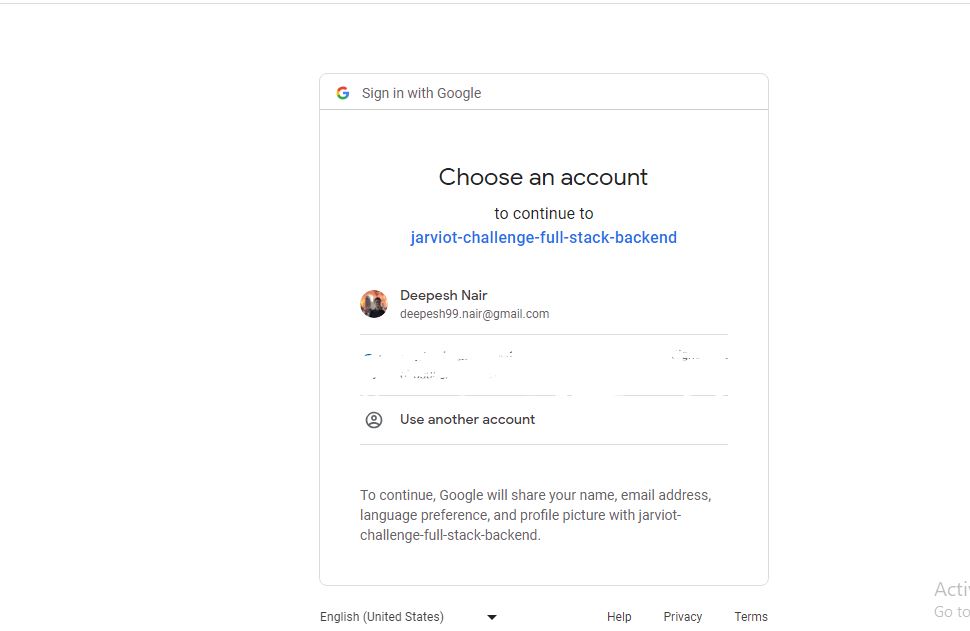 Sign in with Google
Choose an account
to continue to
jarviot-challenge-full-stack-backend
Deepesh Nair
deepesh99.nair@gmail.com
Use another account
To continue, Google will share your name, email address,
language preference, and profile picture with jarviot-
challenge-full-stack-backend.
English (United States)
Help Privacy Terms
Go to